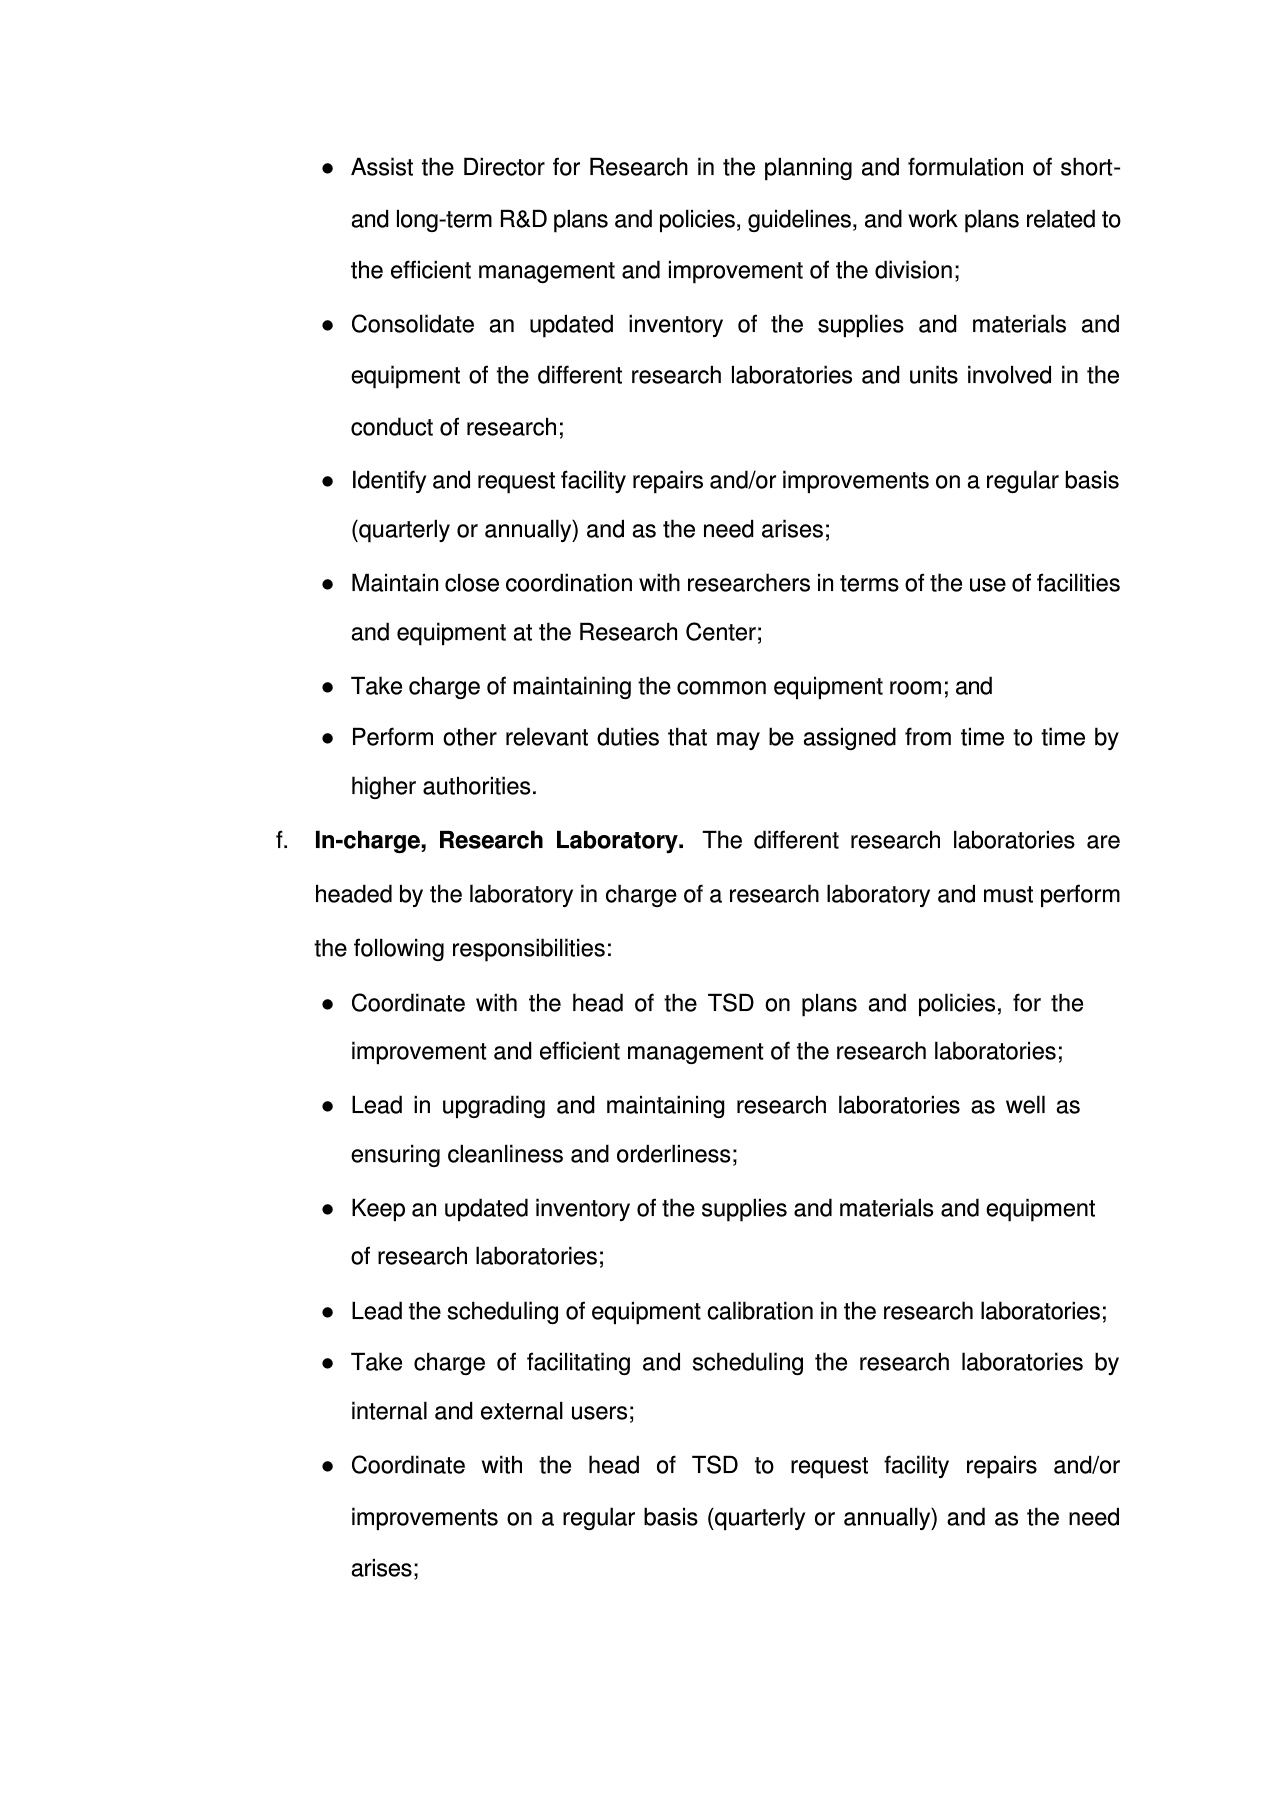 ● Assist the Director for Research in the planning and formulation of short-
and long-term R&D plans and policies, guidelines, and work plans related to
the efficient management and improvement of the division;
● Consolidate an updated inventory of the supplies and materials and
equipment of the different research laboratories and units involved in the
conduct of research;
● Identify and request facility repairs and/or improvements on a regular basis
(quarterly or annually) and as the need arises;
● Maintain close coordination with researchers in terms of the use of facilities
and equipment at the Research Center;
● Take charge of maintaining the common equipment room; and
● Perform other relevant duties that may be assigned from time to time by
higher authorities.
f. In-charge, Research Laboratory. The different research laboratories are
headed by the laboratory in charge of a research laboratory and must perform
the following responsibilities:
● Coordinate with the head of the TSD on plans and policies, for the
improvement and efficient management of the research laboratories;
● Lead in upgrading and maintaining research laboratories as well as
ensuring cleanliness and orderliness;
● Keep an updated inventory of the supplies and materials and equipment
of research laboratories;
● Lead the scheduling of equipment calibration in the research laboratories;
● Take charge of facilitating and scheduling the research laboratories by
internal and external users;
● Coordinate with the head of TSD to request facility repairs and/or
improvements on a regular basis (quarterly or annually) and as the need
arises;